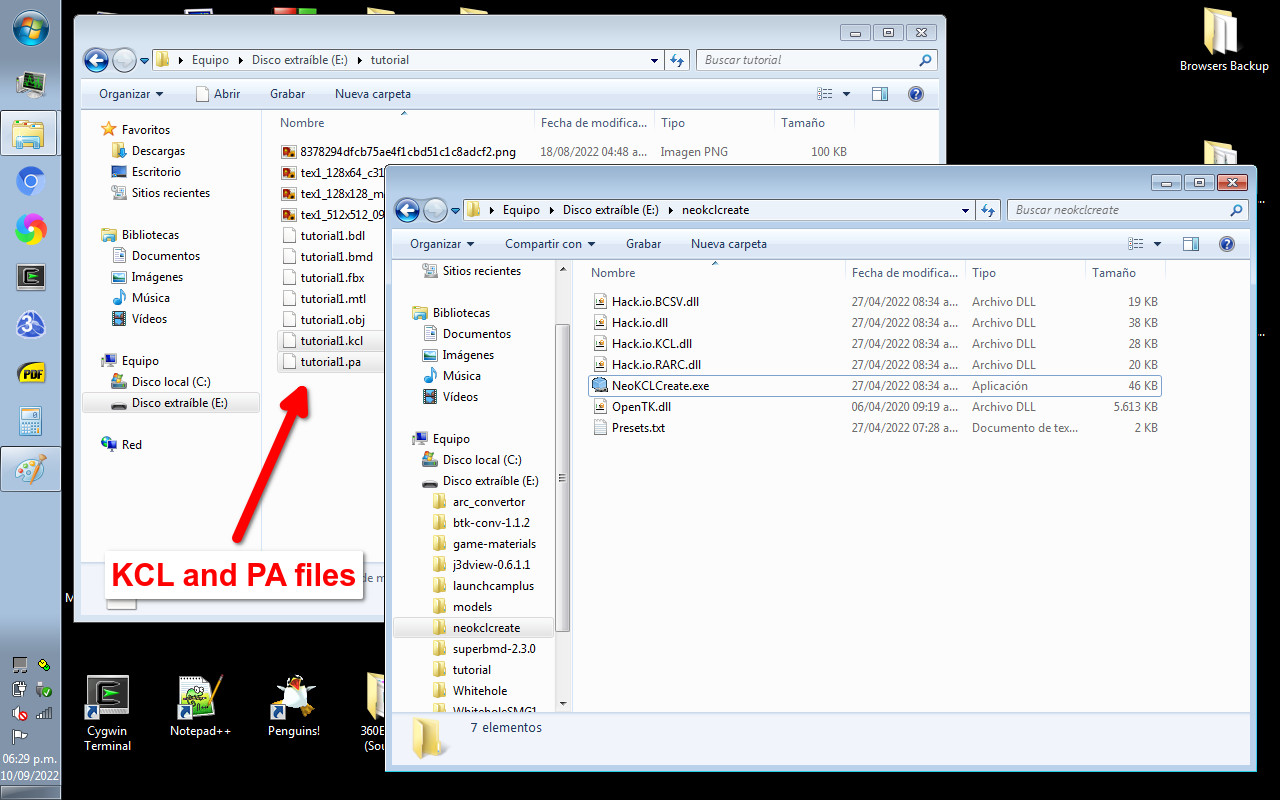 Equipo Disco extraíble (E:) tutorial
Buscar tutorial
Organizar Abrir Grabar Nueva carpeta
Nombre Fecha de modifica... Tipo Tamaño
Favoritos
Descargas
Escritorio
Sitios recientes
Bibliotecas
Documentos
Imágenes
Música
Vídeos
Equipo
Disco local (C:)
Disco extraíble (E:)
Red
8378294dfcb75ae4f1cbd51c1c8adcf2.png 18/08/2022 04:48 a... Imagen PNG 100 KB
tex1_128x64_c31
tex1_128x128_m
tex1_512x512_09
tutorial1.bdl
tutorial1.bmd
tutorial1.fbx
tutorial1.mtl
tutorial1.obj
tutorial1.kcl
tutorial1.pa
KCL and PA files
Equipo Disco extraíble (E:) neokclcreate
Buscar neokclcreate
Organizar Compartir con Grabar Nueva carpeta
Sitios recientes
Bibliotecas
Documentos
Imágenes
Música
Vídeos
Equipo
Disco local (C:)
Disco extraíble (E:)
arc_convertor
btk-conv-1.1.2
game-materials
j3dview-0.6.1.1
launchcamplus
models
neokclcreate
superbmd-2.3.0
tutorial
Whitehole
WhiteholeSMG1
Nombre Fecha de modifica... Tipo Tamaño
Hack.io.BCSV.dll 27/04/2022 08:34 a... Archivo DLL 19 KB
Hack.io.dll 27/04/2022 08:34 a... Archivo DLL 38 KB
Hack.io.KCL.dll 27/04/2022 08:34 a... Archivo DLL 28 KB
Hack.io.RARC.dll 27/04/2022 08:34 a... Archivo DLL 20 KB
NeoKCLCreate.exe 27/04/2022 08:34 a... Aplicación 46 KB
OpenTK.dll 06/04/2020 09:19 a... Archivo DLL 5.613 KB
Presets.txt 27/04/2022 07:28 a... Documento de tex... 2 KB
7 elementos
Browsers Backup
Cygwin
Terminal
Notepad++
Penguins!
360E
(Sou
PDF
06:29 p.m.
10/09/2022